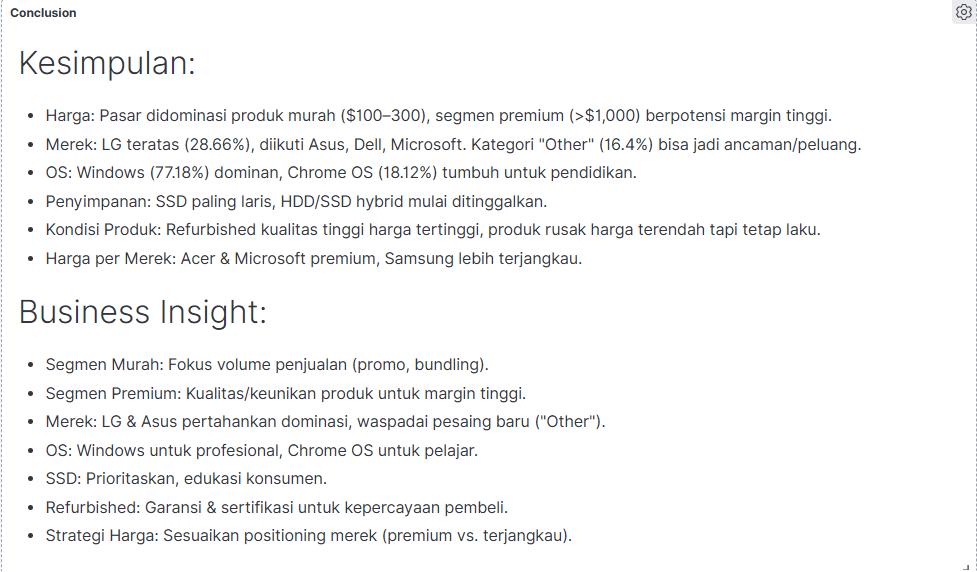 Conclusion
Kesimpulan:
• Harga: Pasar didominasi produk murah ($100–300), segmen premium (>$1,000) berpotensi margin tinggi.
• Merek: LG teratas (28.66%), diikuti Asus, Dell, Microsoft. Kategori "Other" (16.4%) bisa jadi ancaman/peluang.
• OS: Windows (77.18%) dominan, Chrome OS (18.12%) tumbuh untuk pendidikan.
• Penyimpanan: SSD paling laris, HDD/SSD hybrid mulai ditinggalkan.
• Kondisi Produk: Refurbished kualitas tinggi harga tertinggi, produk rusak harga terendah tapi tetap laku.
• Harga per Merek: Acer & Microsoft premium, Samsung lebih terjangkau.
Business Insight:
• Segmen Murah: Fokus volume penjualan (promo, bundling).
• Segmen Premium: Kualitas/keunikan produk untuk margin tinggi.
• Merek: LG & Asus pertahankan dominasi, waspadai pesaing baru ("Other").
• OS: Windows untuk profesional, Chrome OS untuk pelajar.
• SSD: Prioritaskan, edukasi konsumen.
• Refurbished: Garansi & sertifikasi untuk kepercayaan pembeli.
• Strategi Harga: Sesuaikan positioning merek (premium vs. terjangkau).